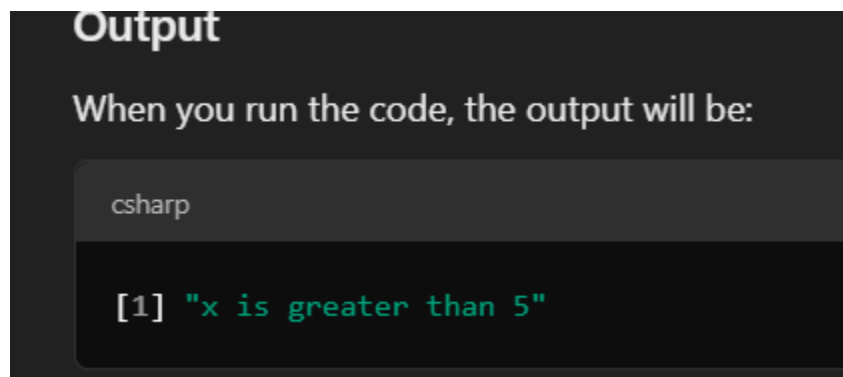 Output
When you run the code, the output will be:
csharp
[1] "x is greater than 5"